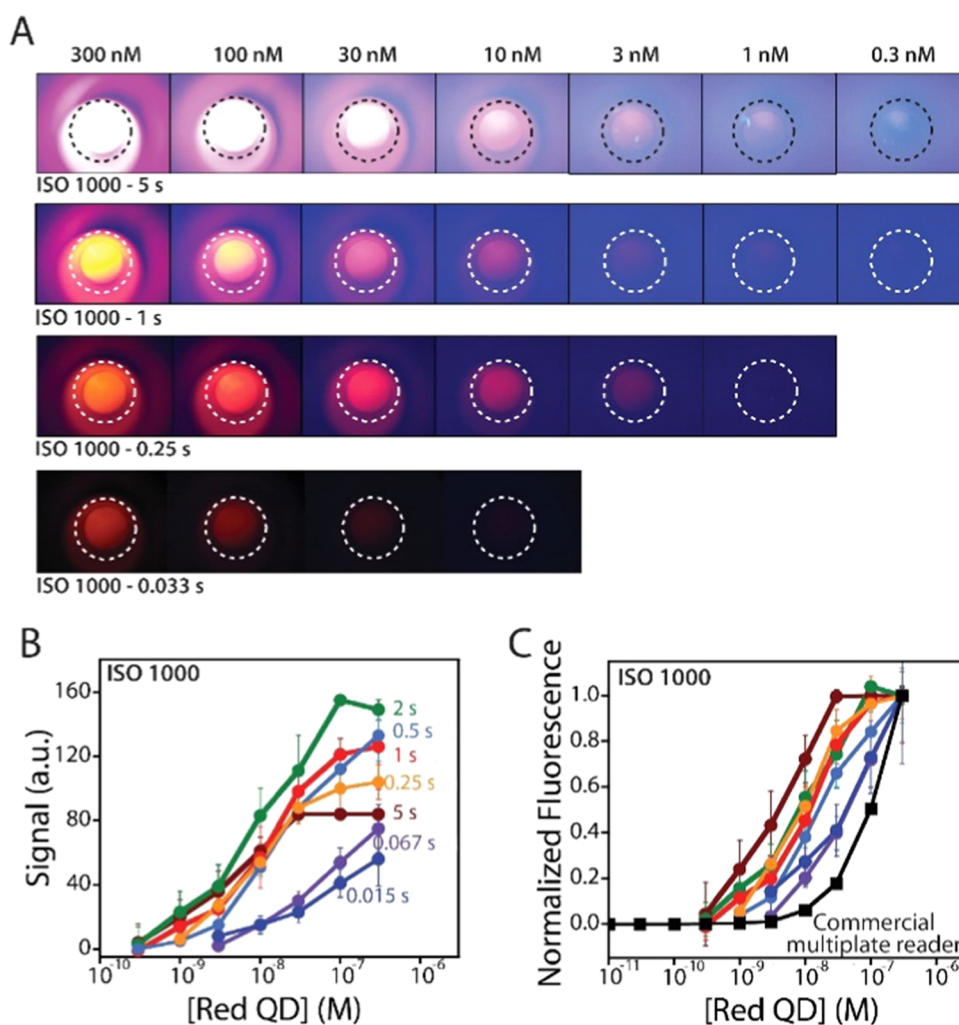 A
300 nM 100 nM 30 nM 10 nM 3 nM 1 nM 0.3 nM
ISO 1000 - 5 s
ISO 1000 - 1 s
ISO 1000 - 0.25 s
ISO 1000 - 0.033 s
B
ISO 1000
Signal (a.u.)
160
120
80
40
0
2 s
0.5 s
1 s
0.25 s
5 s
0.067 s
0.015 s
10⁻¹⁰ 10⁻⁹ 10⁻⁸ 10⁻⁷ 10⁻⁶
[Red QD] (M)
C
ISO 1000
Normalized Fluorescence
1.0
0.8
0.6
0.4
0.2
0.0
Commercial
multiplate reader
10⁻¹¹ 10⁻¹⁰ 10⁻⁹ 10⁻⁸ 10⁻⁷ 10⁻⁶
[Red QD] (M)